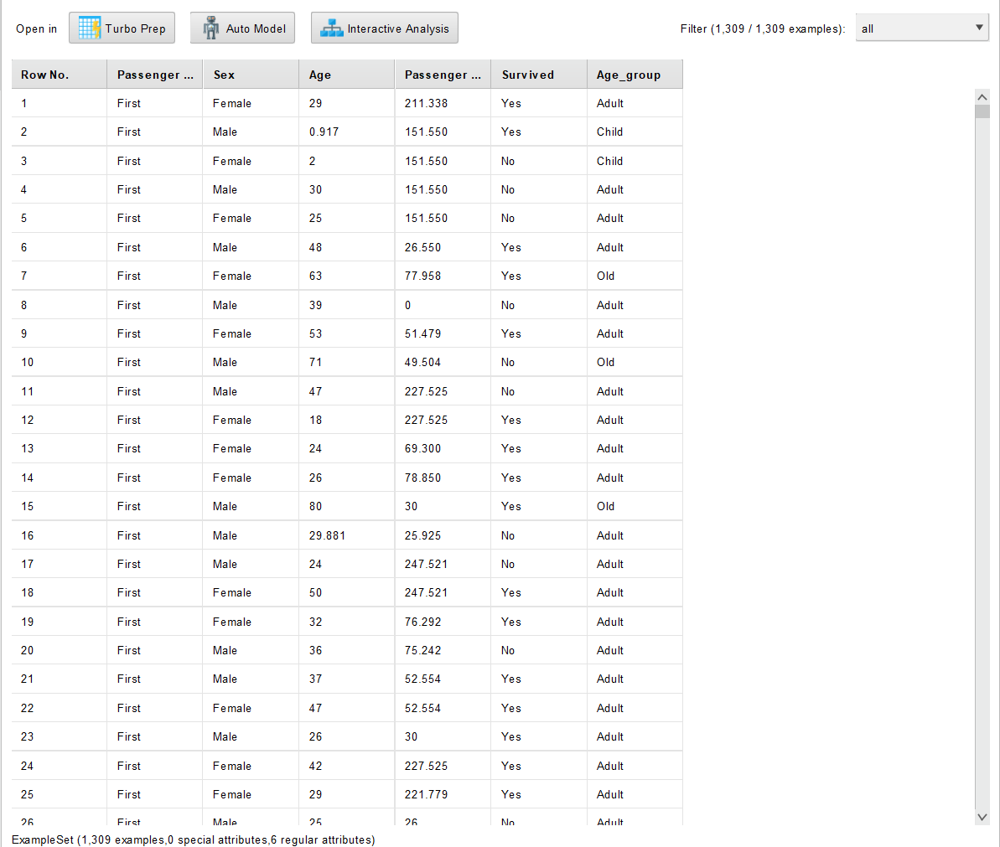 Open in Turbo Prep Auto Model Interactive Analysis Filter (1,309 / 1,309 examples): all
Row No. Passenger ... Sex Age Passenger ... Survived Age_group
1 First Female 29 211.338 Yes Adult
2 First Male 0.917 151.550 Yes Child
3 First Female 2 151.550 No Child
4 First Male 30 151.550 No Adult
5 First Female 25 151.550 No Adult
6 First Male 48 26.550 Yes Adult
7 First Female 63 77.958 Yes Old
8 First Male 39 0 No Adult
9 First Female 53 51.479 Yes Adult
10 First Male 71 49.504 No Old
11 First Male 47 227.525 No Adult
12 First Female 18 227.525 Yes Adult
13 First Female 24 69.300 Yes Adult
14 First Female 26 78.850 Yes Adult
15 First Male 80 30 Yes Old
16 First Male 29.881 25.925 No Adult
17 First Male 24 247.521 No Adult
18 First Female 50 247.521 Yes Adult
19 First Female 32 76.292 Yes Adult
20 First Male 36 75.242 No Adult
21 First Male 37 52.554 Yes Adult
22 First Female 47 52.554 Yes Adult
23 First Male 26 30 Yes Adult
24 First Female 42 227.525 Yes Adult
25 First Female 29 221.779 Yes Adult
26 First Male 25 26 No Adult
ExampleSet (1,309 examples,0 special attributes,6 regular attributes)